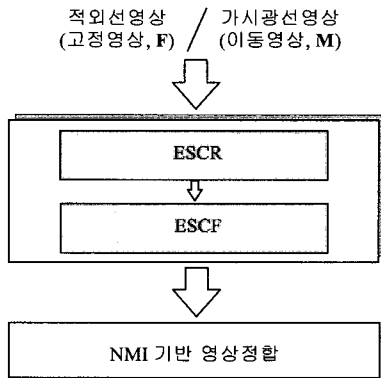 적외선영상 / 가시광선영상
(고정영상, F) (이동영상, M)
ESCR
ESCF
NMI 기반 영상정합